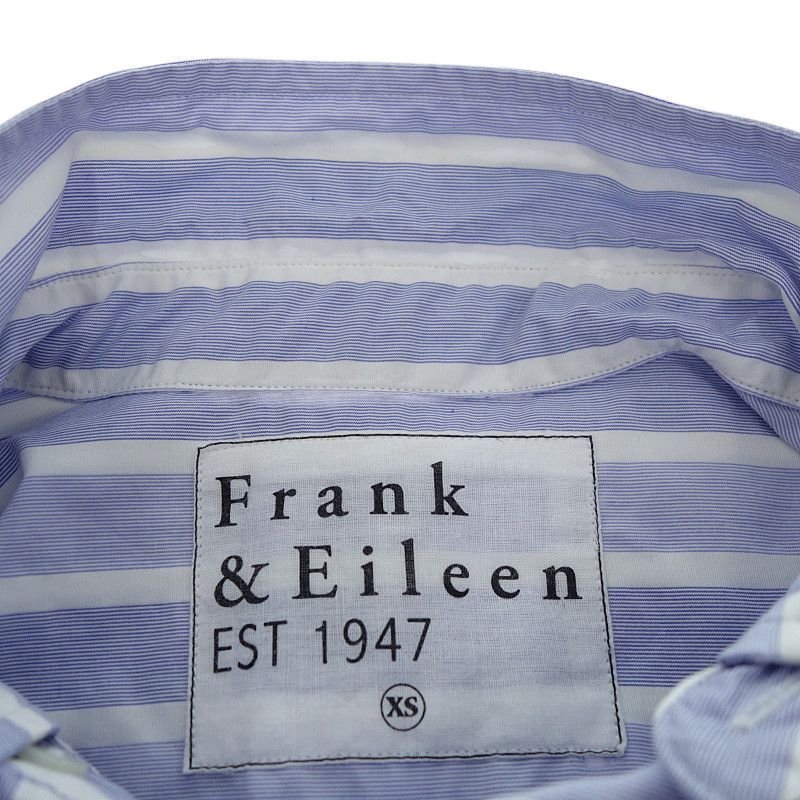 Frank
& Eileen
EST 1947
XS